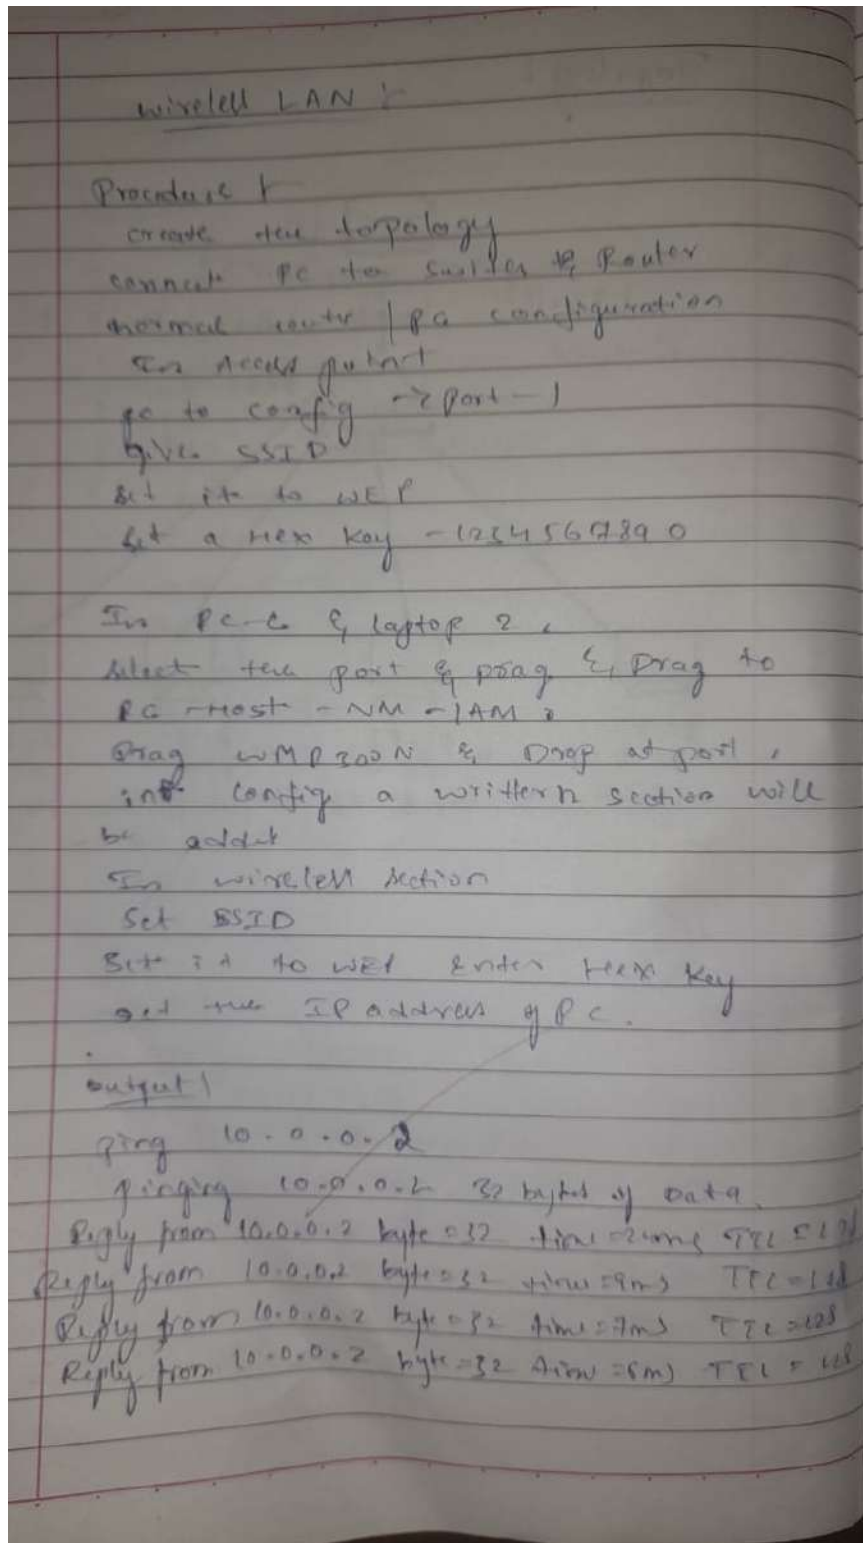 wireless LAN :-
Procedure !
create the topology
connect PC to switch & Router
normal router / PC configuration
In Access point
go to config -> Port - 1
give SSID
Set it to WEP
Set a Hex Key - 1234567890
In PC- & laptop 2,
select the port & Drag to
PC -Host - NM - 1AM
Drag WMP300N & Drop at port,
in config a section will
be added
In wireless section
Set SSID
Set it to WEP Enter Hex Key
set the IP address of PC.
output !
ping 10.0.0.2
pinging 10.0.0.2 32 bytes of Data.
Reply from 10.0.0.2 byte=32 time=
Reply from 10.0.0.2 byte=32 time=9ms TTL=128
Reply from 10.0.0.2 byte=32 time=7ms TTL=128
Reply from 10.0.0.2 byte=32 time=6ms TTL=128